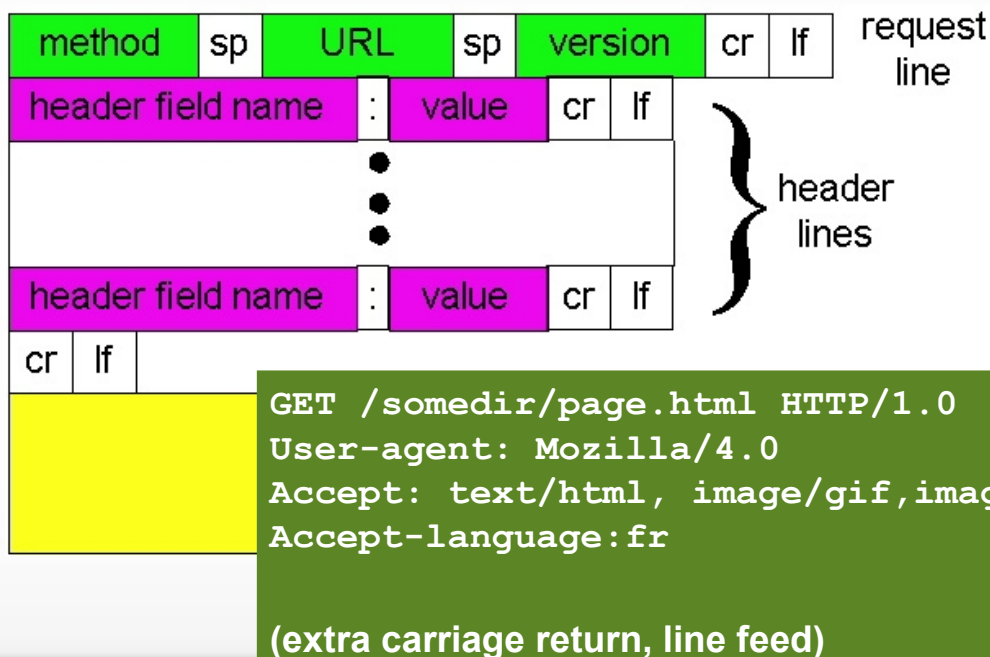 method sp URL sp version cr lf request line
header field name : value cr lf
header lines
header field name : value cr lf
cr lf
GET /somedir/page.html HTTP/1.0
User-agent: Mozilla/4.0
Accept: text/html, image/gif,imag
Accept-language:fr
(extra carriage return, line feed)